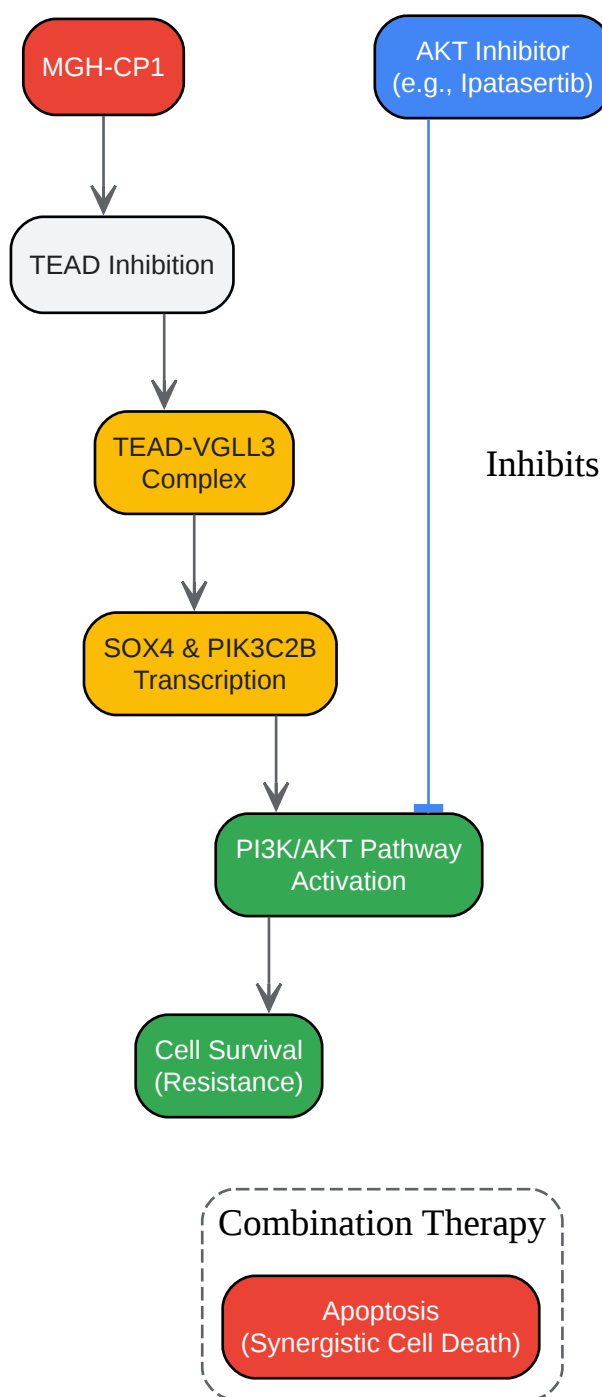 MGH-CP1
AKT Inhibitor
(e.g., Ipatasertib)
TEAD Inhibition
TEAD-VGLL3
Complex
Inhibits
SOX4 & PIK3C2B
Transcription
PI3K/AKT Pathway
Activation
Cell Survival
(Resistance)
Combination Therapy
Apoptosis
(Synergistic Cell Death)